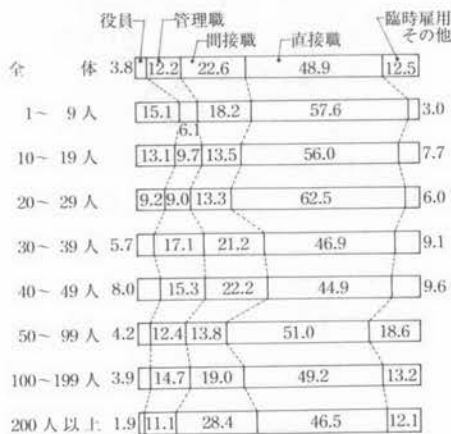 役員 管理職 間接職 直接職 臨時雇用その他
全体 3.8 12.2 22.6 48.9 12.5
1～9人 15.1 6.1 18.2 57.6 3.0
10～19人 13.1 9.7 13.5 56.0 7.7
20～29人 9.2 9.0 13.3 62.5 6.0
30～39人 5.7 17.1 21.2 46.9 9.1
40～49人 8.0 15.3 22.2 44.9 9.6
50～99人 4.2 12.4 13.8 51.0 18.6
100～199人 3.9 14.7 19.0 49.2 13.2
200人以上 1.9 11.1 28.4 46.5 12.1